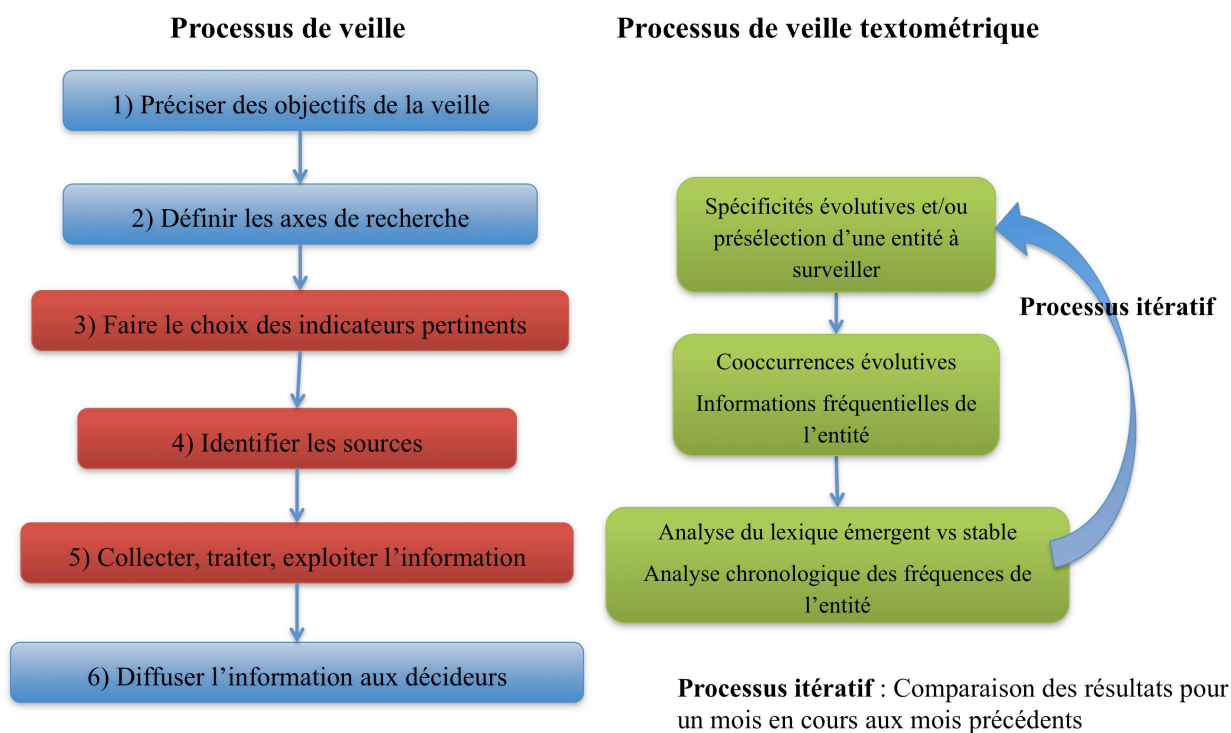 Processus de veille
1) Préciser des objectifs de la veille
2) Définir les axes de recherche
3) Faire le choix des indicateurs pertinents
4) Identifier les sources
5) Collecter, traiter, exploiter l’information
6) Diffuser l’information aux décideurs
Processus de veille textométrique
Spécificités évolutives et/ou
présélection d’une entité à
surveiller
Processus itératif
Cooccurrences évolutives
Informations fréquentielles de
l’entité
Analyse du lexique émergent vs stable
Analyse chronologique des fréquences de
l’entité
Processus itératif : Comparaison des résultats pour
un mois en cours aux mois précédents